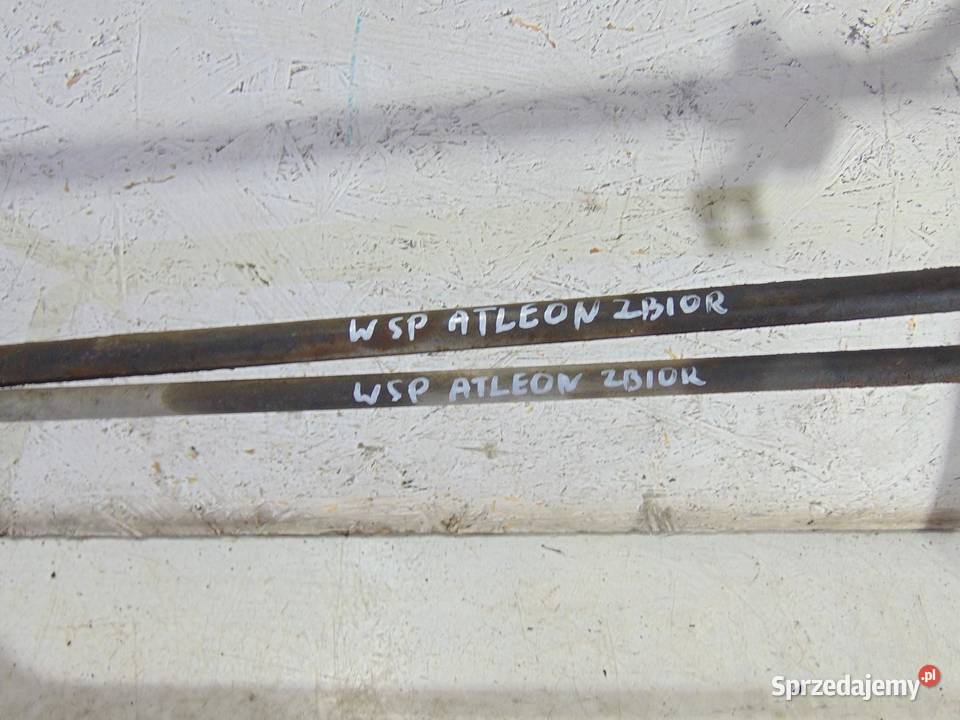 WSP ATLEON ZBIOR
WSP ATLEON ZBIOR
Sprzedajemy.pl